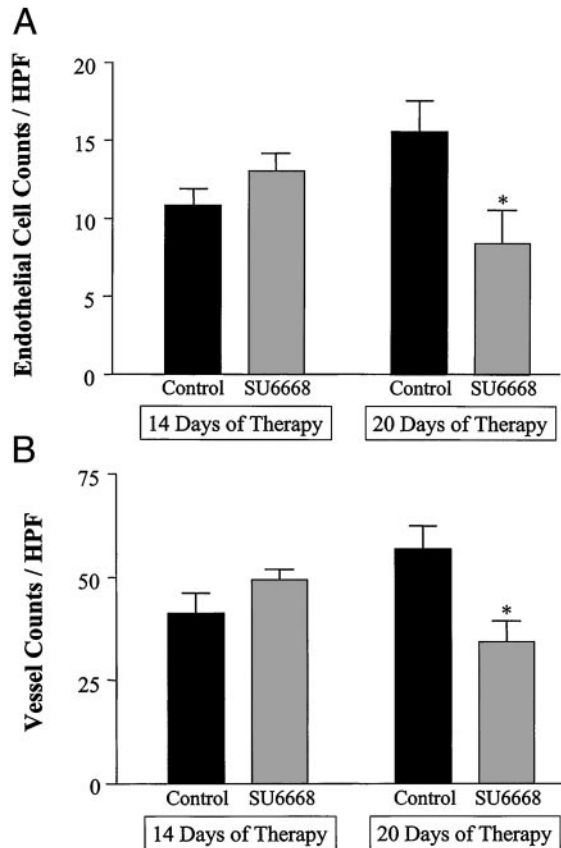 A
Endothelial Cell Counts / HPF
20
15
10
5
0
*
Control SU6668 Control SU6668
14 Days of Therapy 20 Days of Therapy
B
Vessel Counts / HPF
75
50
25
0
*
Control SU6668 Control SU6668
14 Days of Therapy 20 Days of Therapy